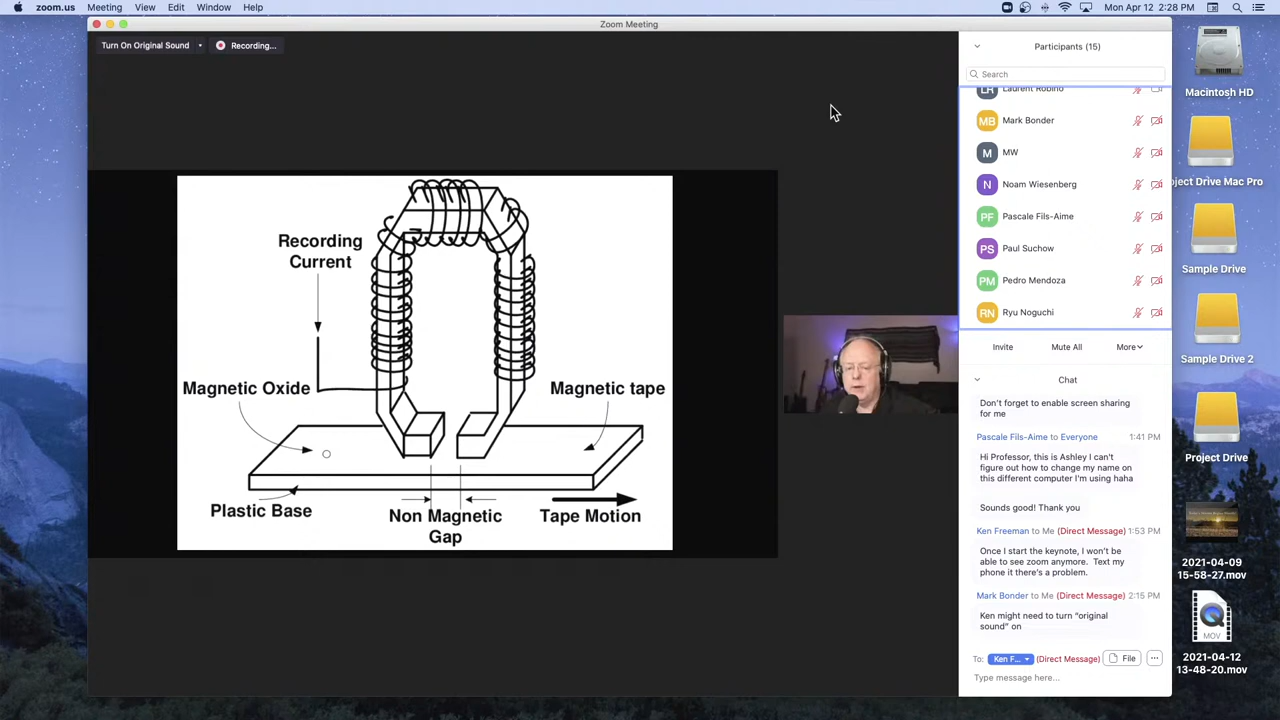 zoom.us Meeting View Edit Window Help
Mon Apr 12 2:28 PM
Zoom Meeting
Turn On Original Sound
Recording...
Recording
Current
Magnetic Oxide
Magnetic tape
Plastic Base
Non Magnetic
Gap
Tape Motion
Participants (15)
Search
LR Laurent Robino
MB Mark Bonder
M MW
N Noam Wiesenberg
PF Pascale Fils-Aime
PS Paul Suchow
PM Pedro Mendoza
RN Ryu Noguchi
Invite Mute All More
Chat
Don't forget to enable screen sharing
for me
Pascale Fils-Aime to Everyone 1:41 PM
Hi Professor, this is Ashley I can't
figure out how to change my name on
this different computer I'm using haha
Sounds good! Thank you
Ken Freeman to Me (Direct Message) 1:53 PM
Once I start the keynote, I won't be
able to see zoom anymore. Text my
phone it there's a problem.
Mark Bonder to Me (Direct Message) 2:15 PM
Ken might need to turn “original
sound” on
To: Ken F... (Direct Message) File ...
Type message here...
Macintosh HD
oject Drive Mac Pro
Sample Drive
Sample Drive 2
Project Drive
2021-04-09
15-58-27.mov
MOV
2021-04-12
13-48-20.mov